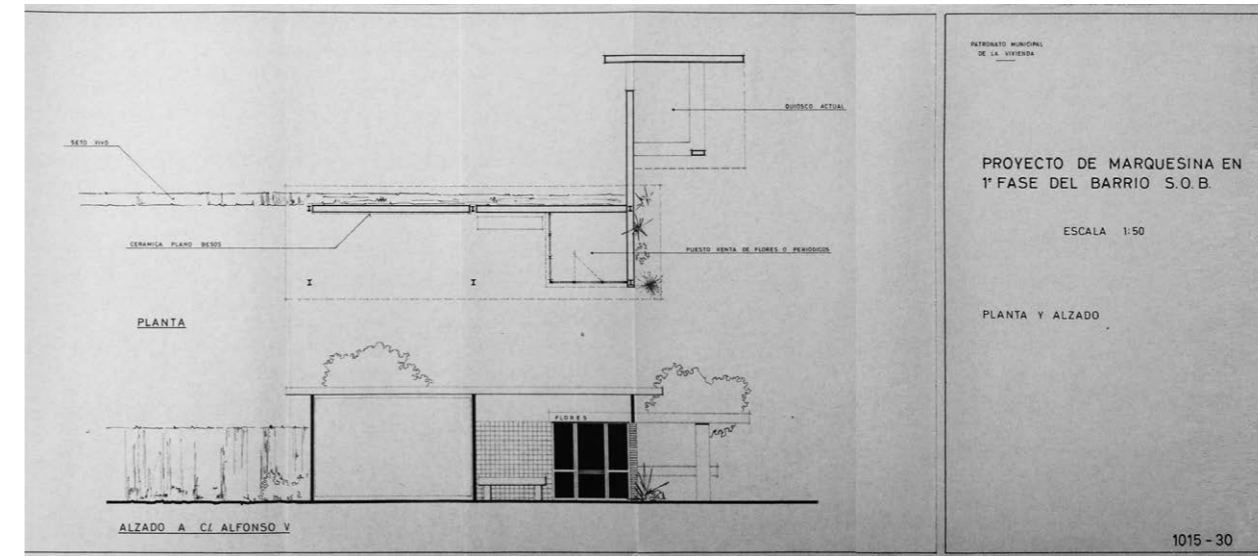 QUIOSCO ACTUAL
SETO VIVO
CERAMICA PLANO BESOS
PUESTO VENTA DE FLORES O PERIODICOS
PLANTA
FLORES
ALZADO A C/. ALFONSO V
PATRONATO MUNICIPAL
DE LA VIVIENDA
PROYECTO DE MARQUESINA EN
1ª FASE DEL BARRIO S.O.B.
ESCALA 1:50
PLANTA Y ALZADO
1015-30